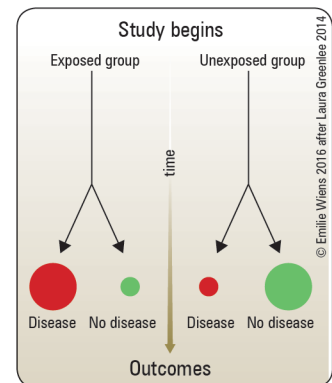 Study begins
Exposed group
Unexposed group
time
Disease
No disease
Disease
No disease
Outcomes
© Emilie Wiens 2016 after Laura Greenlee 2014